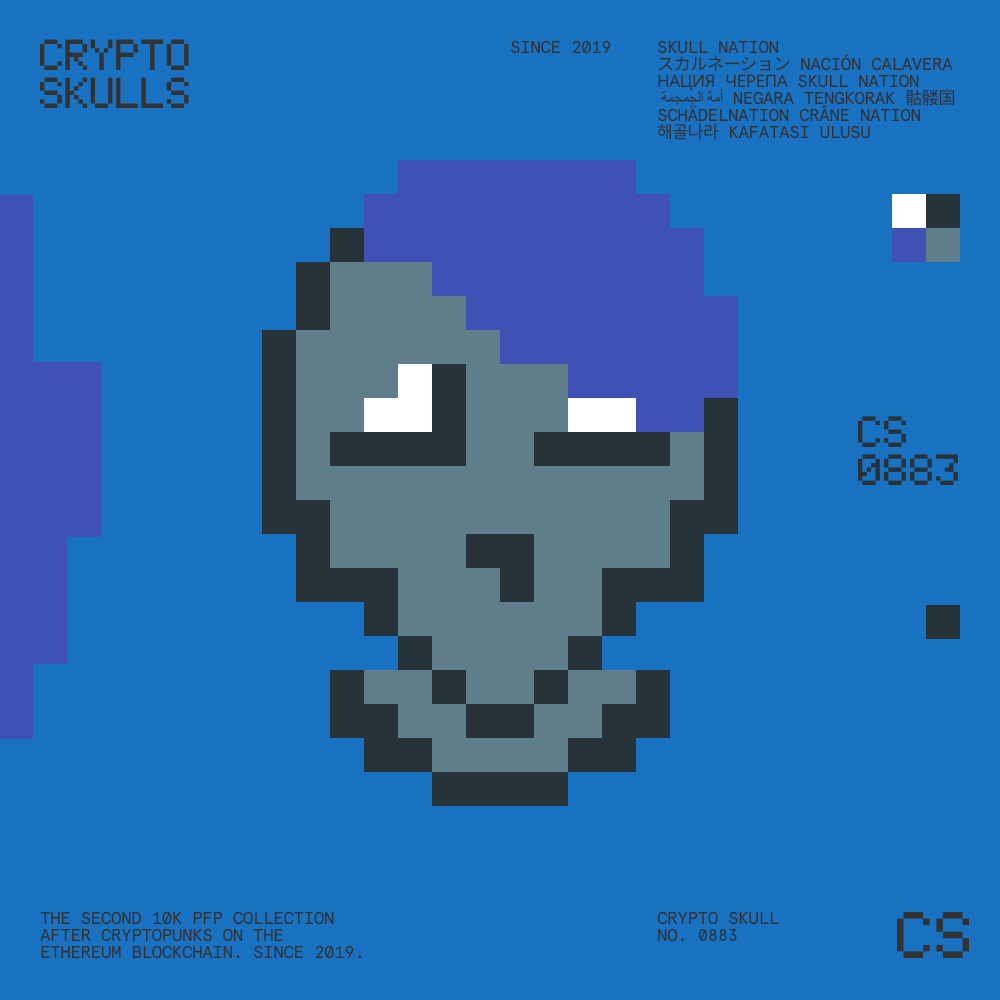 CRYPTO
SKULLS
SINCE 2019
SKULL NATION
スカルネーション NACIÓN CALAVERA
НАЦИЯ ЧЕРЕПА SKULL NATION
أمة الجمجمة NEGARA TENGKORAK 骷髅国
SCHÄDELNATION CRÂNE NATION
해골나라 KAFATASI ULUSU
CS
0883
THE SECOND 10K PFP COLLECTION
AFTER CRYPTOPUNKS ON THE
ETHEREUM BLOCKCHAIN. SINCE 2019.
CRYPTO SKULL
NO. 0883
CS